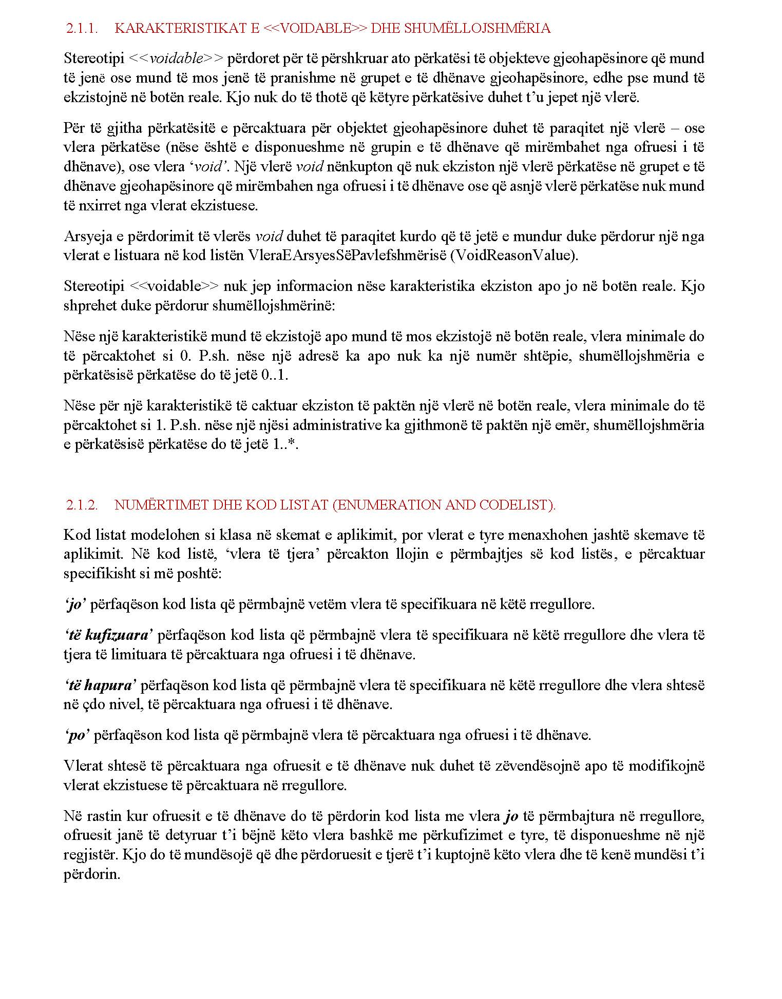 2.1.1. KARAKTERISTIKAT E <<VOIDABLE>> DHE SHUMËLLOJSHMËRIA
Stereotipi <<voidable>> përdoret për të përshkruar ato përkatësi të objekteve gjeohapësinore që mund
të jenë ose mund të mos jenë të pranishme në grupet e të dhënave gjeohapësinore, edhe pse mund të
ekzistojnë në botën reale. Kjo nuk do të thotë që këtyre përkatësive duhet t’u jepet një vlerë.
Për të gjitha përkatësitë e përcaktuara për objektet gjeohapësinore duhet të paraqitet një vlerë – ose
vlera përkatëse (nëse është e disponueshme në grupin e të dhënave që mirëmbahet nga ofruesi i të
dhënave), ose vlera ‘void’. Një vlerë void nënkupton që nuk ekziston një vlerë përkatëse në grupet e të
dhënave gjeohapësinore që mirëmbahen nga ofruesi i të dhënave ose që asnjë vlerë përkatëse nuk mund
të nxirret nga vlerat ekzistuese.
Arsyeja e përdorimit të vlerës void duhet të paraqitet kurdo që të jetë e mundur duke përdorur një nga
vlerat e listuara në kod listën VleraEArsyesSëPavlefshmërisë (VoidReasonValue).
Stereotipi <<voidable>> nuk jep informacion nëse karakteristika ekziston apo jo në botën reale. Kjo
shprehet duke përdorur shumëllojshmërinë:
Nëse një karakteristikë mund të ekzistojë apo mund të mos ekzistojë në botën reale, vlera minimale do
të përcaktohet si 0. P.sh. nëse një adresë ka apo nuk ka një numër shtëpie, shumëllojshmëria e
përkatësisë përkatëse do të jetë 0..1.
Nëse për një karakteristikë të caktuar ekziston të paktën një vlerë në botën reale, vlera minimale do të
përcaktohet si 1. P.sh. nëse një njësi administrative ka gjithmonë të paktën një emër, shumëllojshmëria
e përkatësisë përkatëse do të jetë 1..*.
2.1.2. NUMËRTIMET DHE KOD LISTAT (ENUMERATION AND CODELIST).
Kod listat modelohen si klasa në skemat e aplikimit, por vlerat e tyre menaxhohen jashtë skemave të
aplikimit. Në kod listë, ‘vlera të tjera’ përcakton llojin e përmbajtjes së kod listës, e përcaktuar
specifikisht si më poshtë:
‘jo’ përfaqëson kod lista që përmbajnë vetëm vlera të specifikuara në këtë rregullore.
‘të kufizuara’ përfaqëson kod lista që përmbajnë vlera të specifikuara në këtë rregullore dhe vlera të
tjera të limituara të përcaktuara nga ofruesi i të dhënave.
‘të hapura’ përfaqëson kod lista që përmbajnë vlera të specifikuara në këtë rregullore dhe vlera shtesë
në çdo nivel, të përcaktuara nga ofruesi i të dhënave.
‘po’ përfaqëson kod lista që përmbajnë vlera të përcaktuara nga ofruesi i të dhënave.
Vlerat shtesë të përcaktuara nga ofruesit e të dhënave nuk duhet të zëvendësojnë apo të modifikojnë
vlerat ekzistuese të përcaktuara në rregullore.
Në rastin kur ofruesit e të dhënave do të përdorin kod lista me vlera jo të përmbajtura në rregullore,
ofruesit janë të detyruar t’i bëjnë këto vlera bashkë me përkufizimet e tyre, të disponueshme në një
regjistër. Kjo do të mundësojë që dhe përdoruesit e tjerë t’i kuptojnë këto vlera dhe të kenë mundësi t’i
përdorin.